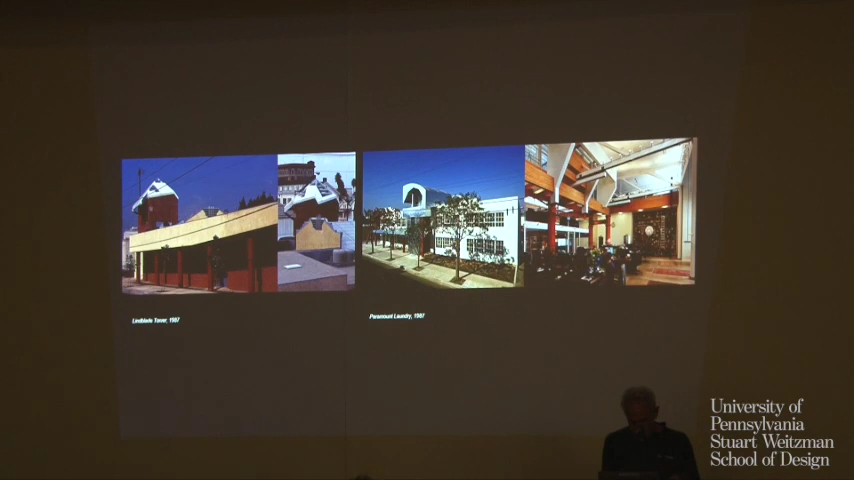 Lindblade Tower, 1987
Paramount Laundry, 1987
University of
Pennsylvania
Stuart Weitzman
School of Design